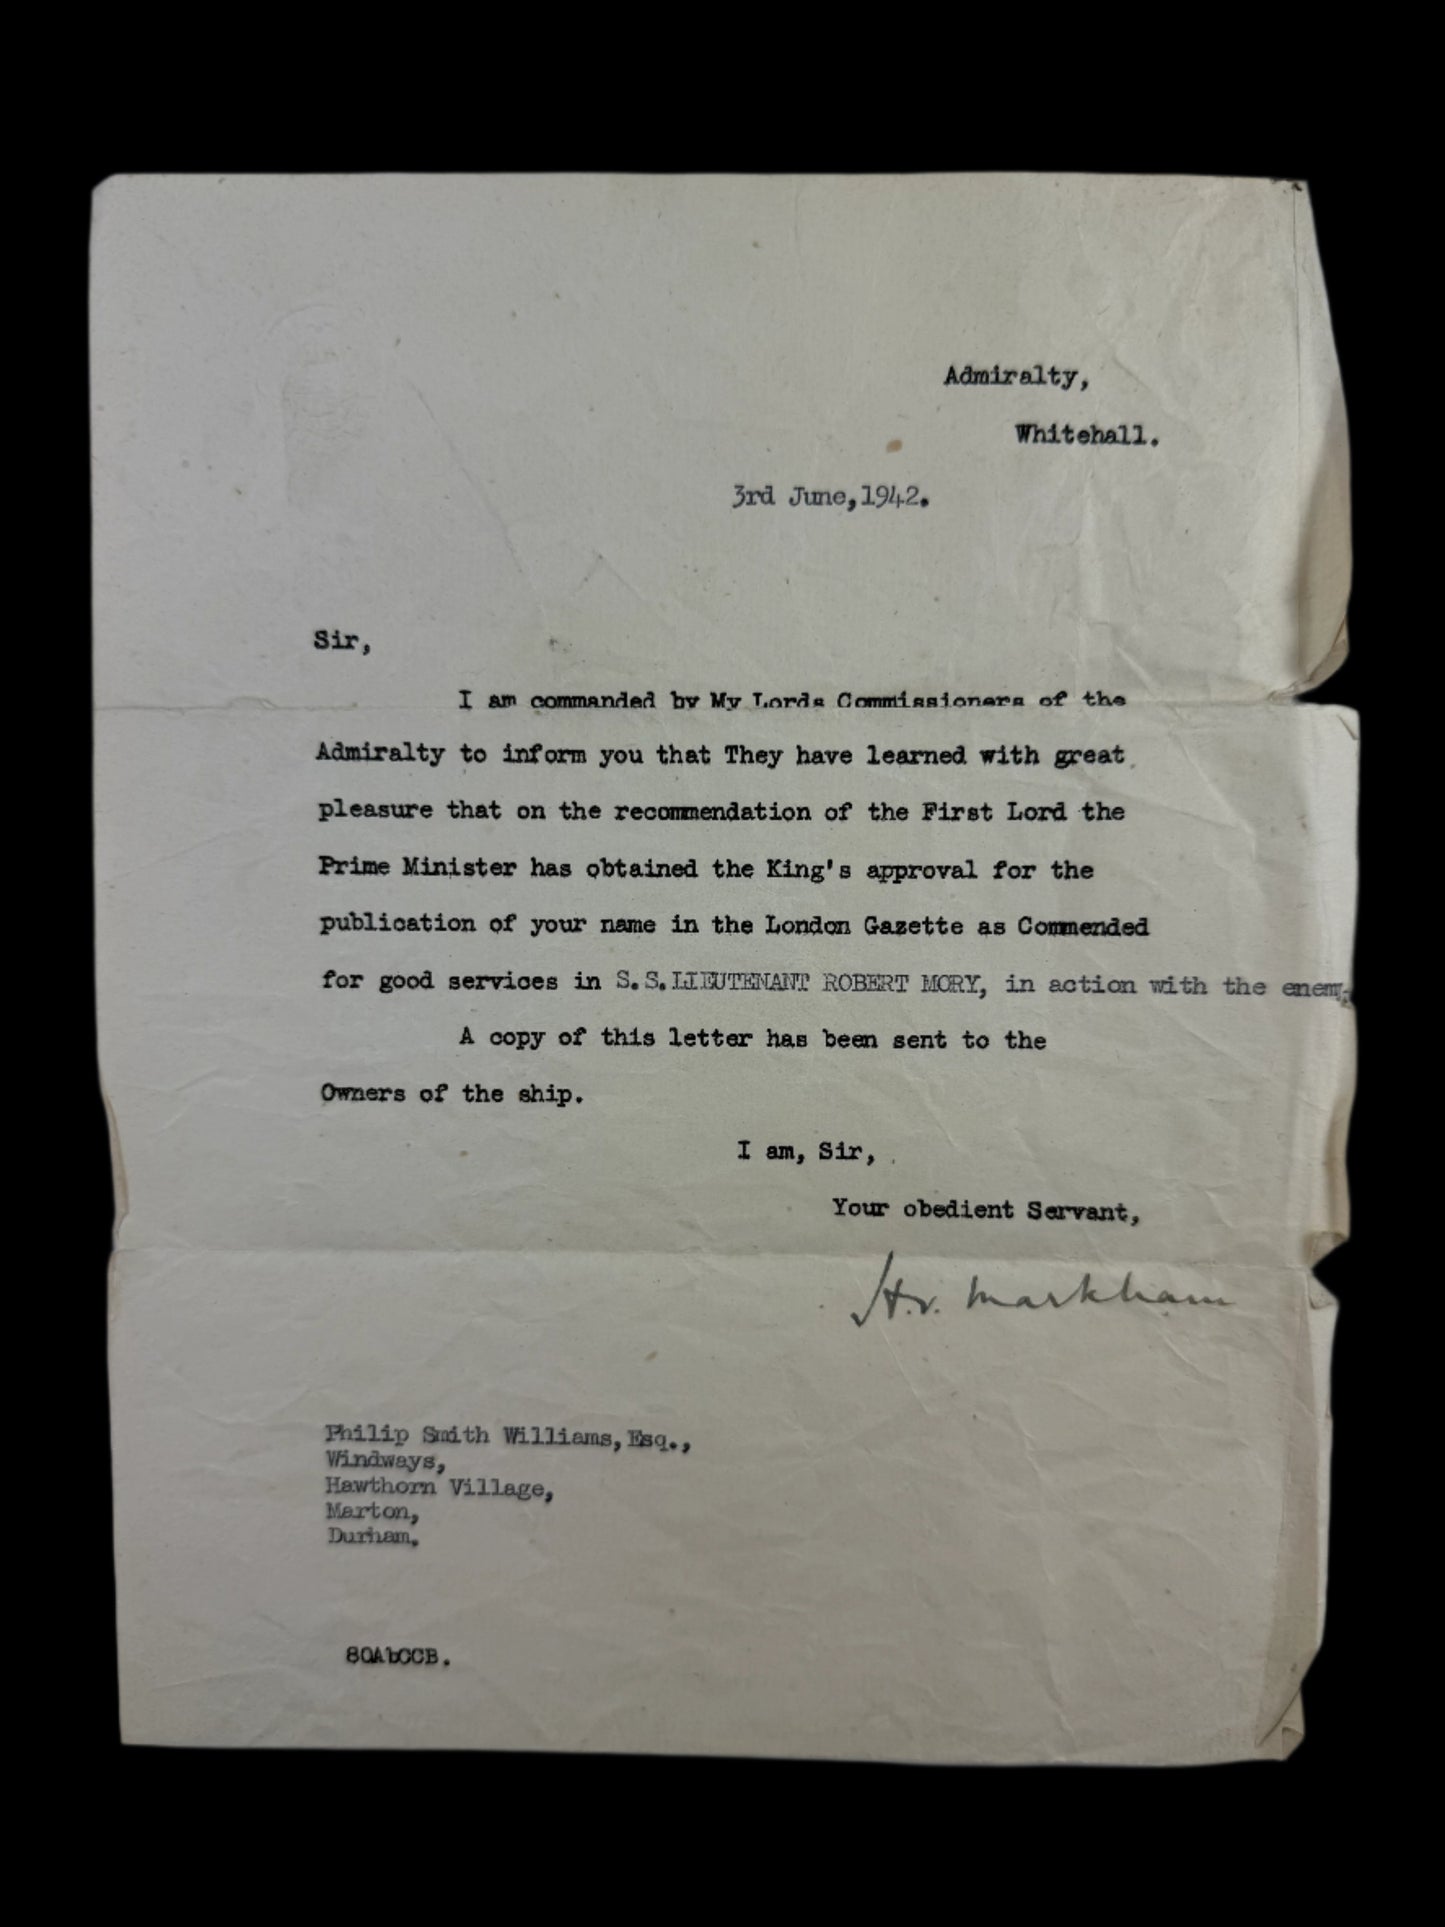 Admiralty,
Whitehall.
3rd June,1942.
Sir,
I am commanded by My Lords Commissioners of the
Admiralty to inform you that They have learned with great
pleasure that on the recommendation of the First Lord the
Prime Minister has obtained the King's approval for the
publication of your name in the London Gazette as Commended
for good services in S.S.LIEUTENANT ROBERT MORY, in action with the enemy.
A copy of this letter has been sent to the
Owners of the ship.
I am, Sir,
Your obedient Servant,
H.V. Markham
Philip Smith Williams, Esq.,
Windways,
Hawthorn Village,
Marton,
Durham.
8QAbCCB.